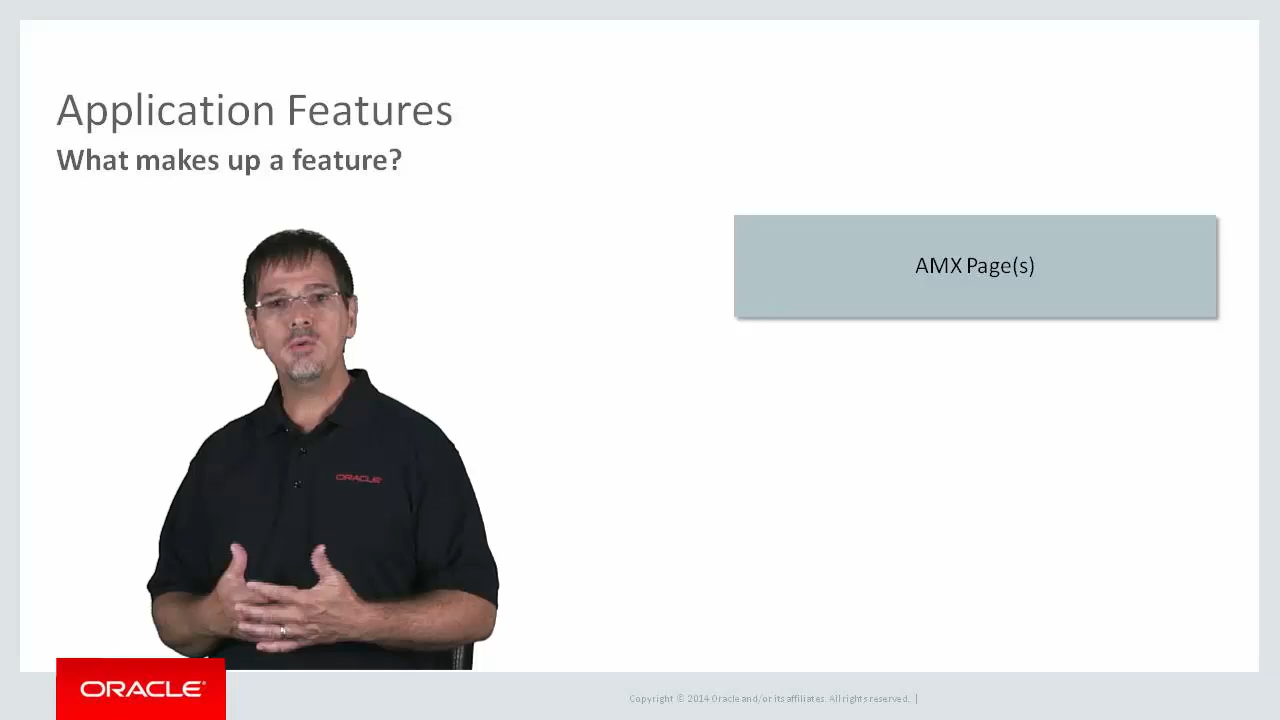 Application Features
What makes up a feature?
AMX Page(s)
ORACLE
ORACLE
Copyright © 2014 Oracle and/or its affiliates. All rights reserved. |